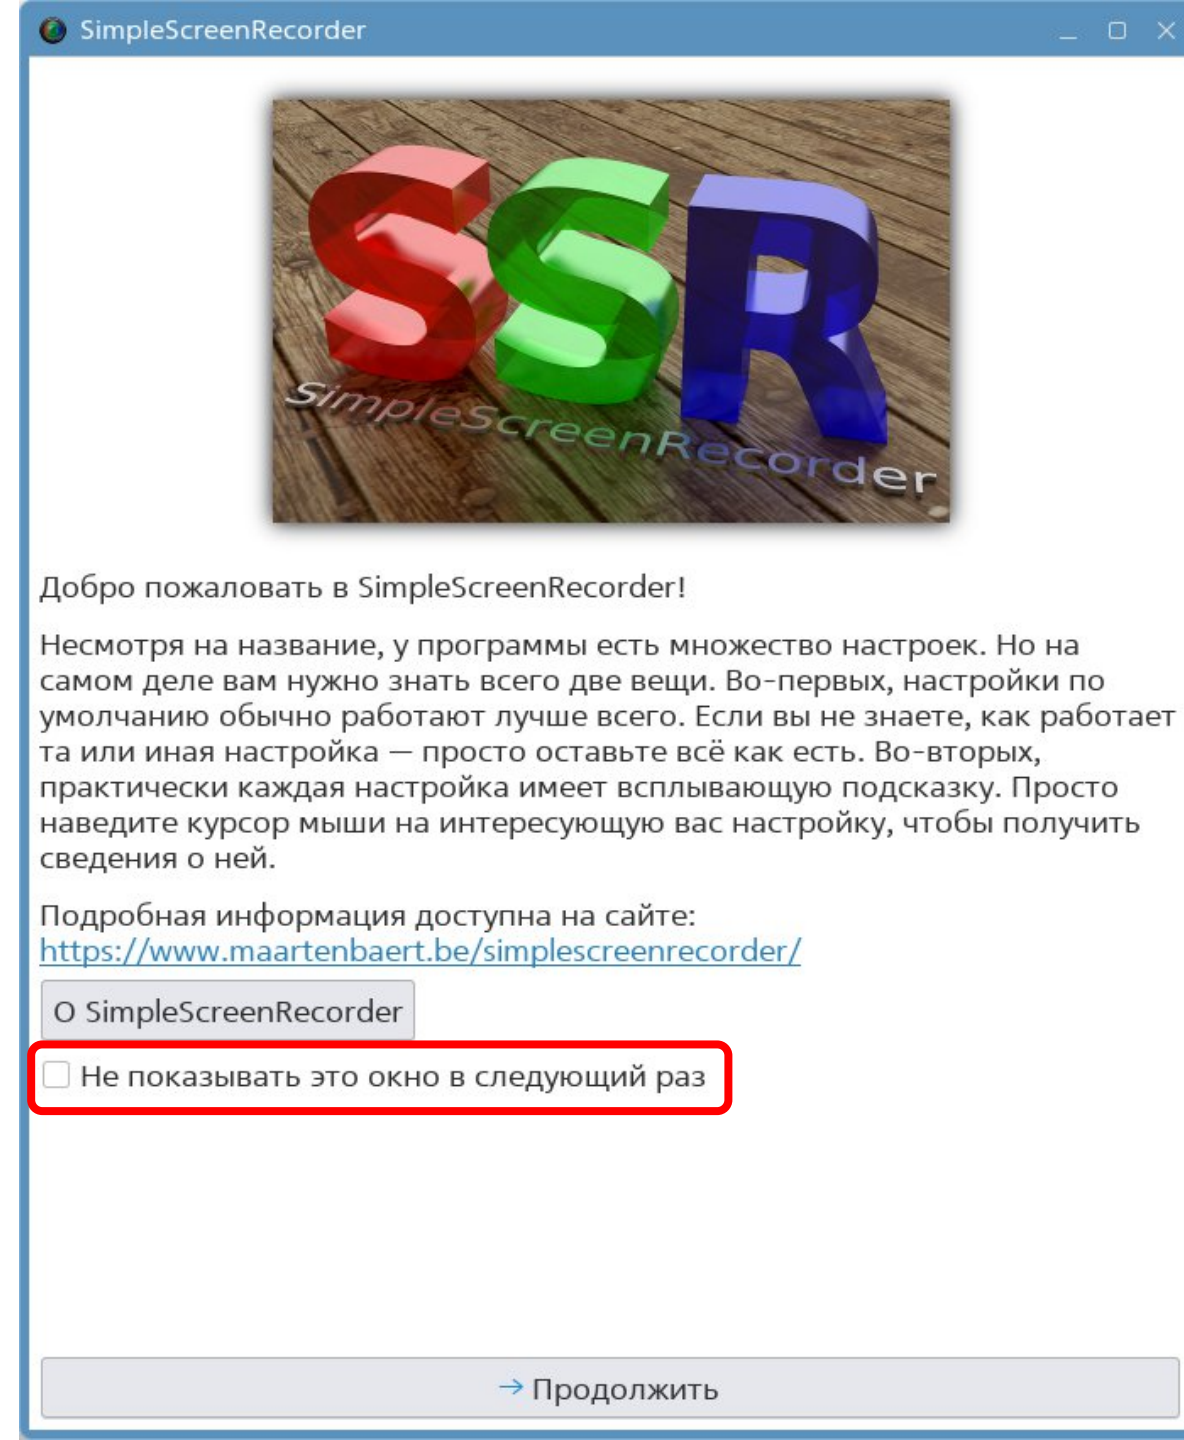 SimpleScreenRecorder
SSR
SimpleScreenRecorder
Добро пожаловать в SimpleScreenRecorder!
Несмотря на название, у программы есть множество настроек. Но на
самом деле вам нужно знать всего две вещи. Во-первых, настройки по
умолчанию обычно работают лучше всего. Если вы не знаете, как работает
та или иная настройка — просто оставьте всё как есть. Во-вторых,
практически каждая настройка имеет всплывающую подсказку. Просто
наведите курсор мыши на интересующую вас настройку, чтобы получить
сведения о ней.
Подробная информация доступна на сайте:
https://www.maartenbaert.be/simplescreenrecorder/
О SimpleScreenRecorder
Не показывать это окно в следующий раз
→ Продолжить